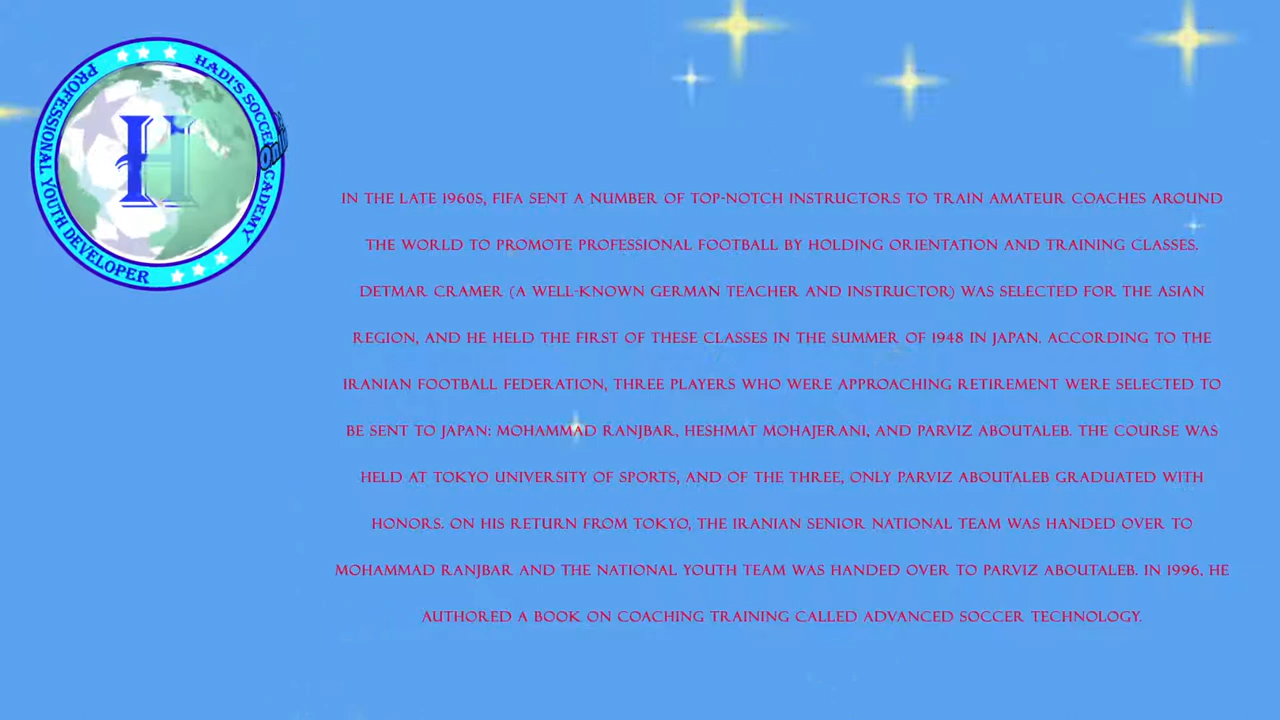 PROFESSIONAL YOUTH DEVELOPER
HADI'S SOCCER ACADEMY
H
IN THE LATE 1960S, FIFA SENT A NUMBER OF TOP-NOTCH INSTRUCTORS TO TRAIN AMATEUR COACHES AROUND
THE WORLD TO PROMOTE PROFESSIONAL FOOTBALL BY HOLDING ORIENTATION AND TRAINING CLASSES.
DETMAR CRAMER (A WELL-KNOWN GERMAN TEACHER AND INSTRUCTOR) WAS SELECTED FOR THE ASIAN
REGION, AND HE HELD THE FIRST OF THESE CLASSES IN THE SUMMER OF 1948 IN JAPAN. ACCORDING TO THE
IRANIAN FOOTBALL FEDERATION, THREE PLAYERS WHO WERE APPROACHING RETIREMENT WERE SELECTED TO
BE SENT TO JAPAN: MOHAMMAD RANJBAR, HESHMAT MOHAJERANI, AND PARVIZ ABOUTALEB. THE COURSE WAS
HELD AT TOKYO UNIVERSITY OF SPORTS, AND OF THE THREE, ONLY PARVIZ ABOUTALEB GRADUATED WITH
HONORS. ON HIS RETURN FROM TOKYO, THE IRANIAN SENIOR NATIONAL TEAM WAS HANDED OVER TO
MOHAMMAD RANJBAR AND THE NATIONAL YOUTH TEAM WAS HANDED OVER TO PARVIZ ABOUTALEB. IN 1996, HE
AUTHORED A BOOK ON COACHING TRAINING CALLED ADVANCED SOCCER TECHNOLOGY.